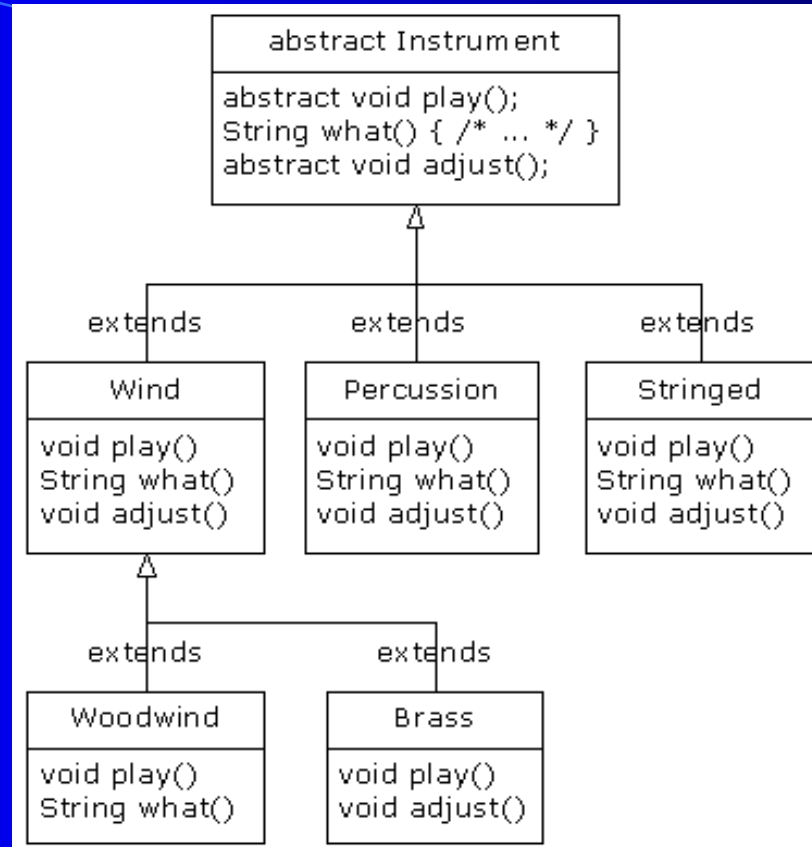 abstract Instrument
abstract void play();
String what() { /* ... */ }
abstract void adjust();
extends
extends
extends
Wind
void play()
String what()
void adjust()
Percussion
void play()
String what()
void adjust()
Stringed
void play()
String what()
void adjust()
extends
extends
Woodwind
void play()
String what()
Brass
void play()
void adjust()